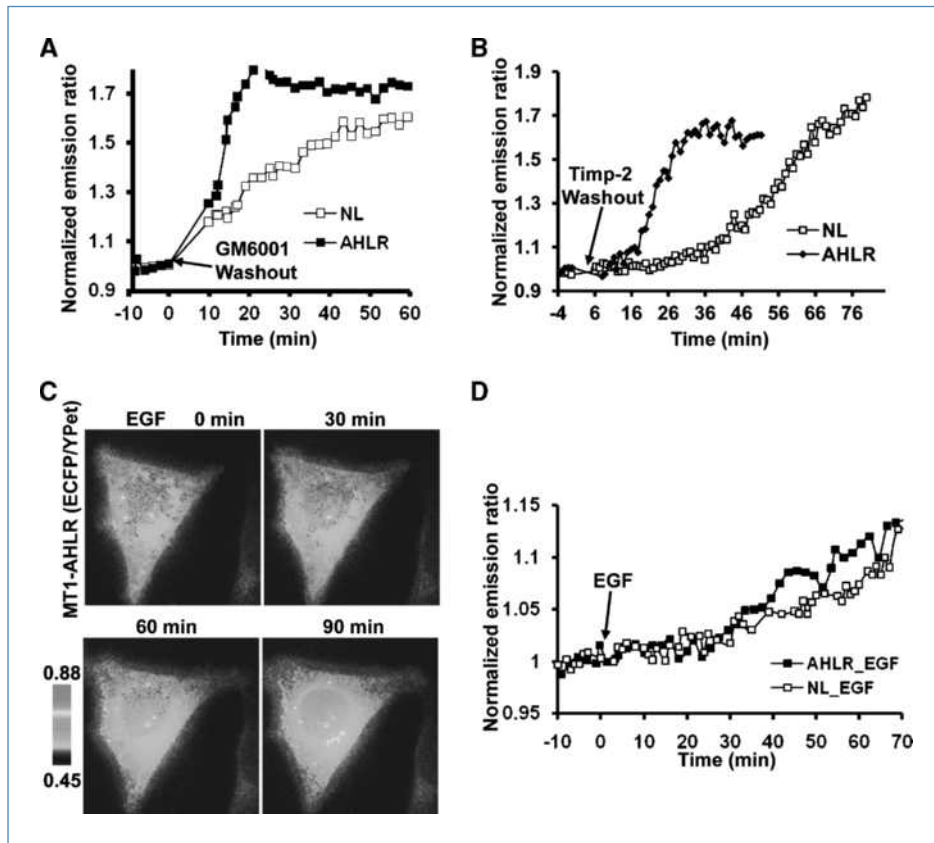 A
Normalized emission ratio
1.7
1.5
1.3
1.1
0.9
NL
AHLR
GM6001
Washout
-10 0 10 20 30 40 50 60
Time (min)
B
Normalized emission ratio
1.9
1.7
1.5
1.3
1.1
0.9
Timp-2
Washout
NL
AHLR
-4 6 16 26 36 46 56 66 76
Time (min)
C
MT1-AHLR (ECFP/YPet)
EGF 0 min
30 min
60 min
90 min
0.88
0.45
D
Normalized emission ratio
1.15
1.1
1.05
1
0.95
EGF
AHLR_EGF
NL_EGF
-10 0 10 20 30 40 50 60 70
Time (min)